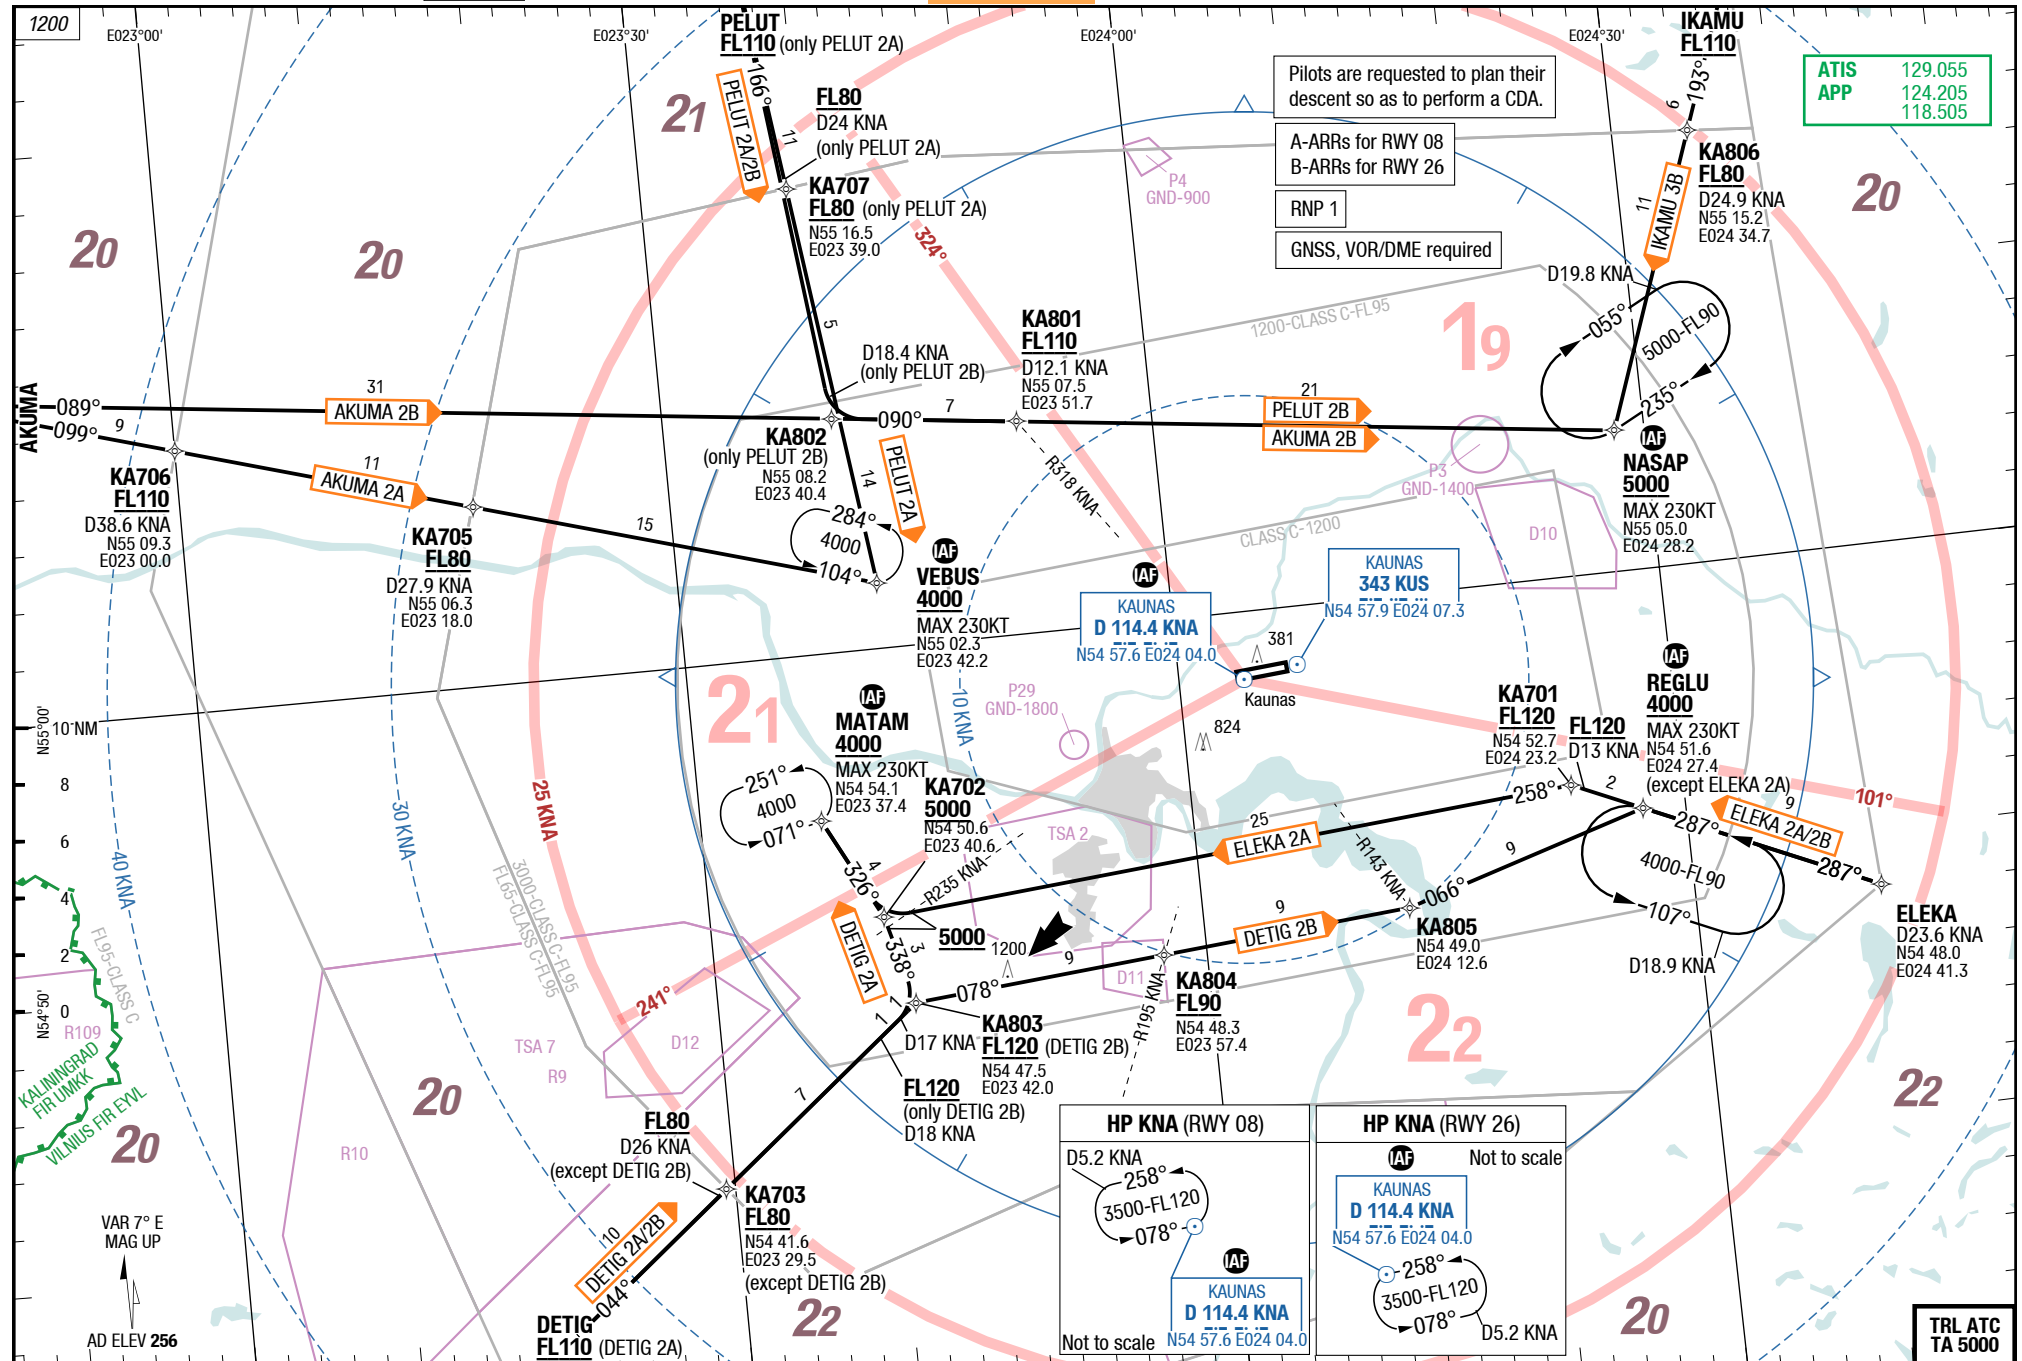 1200
E023°00'
E023°30'
E024°00'
E024°30'
PELUT
FL110 (only PELUT 2A)
166°
11
PELUT 2A/2B
FL80
D24 KNA
(only PELUT 2A)
KA707
FL80 (only PELUT 2A)
N55 16.5
E023 39.0
5
21
20
20
324°
P4
GND-900
Pilots are requested to plan their
descent so as to perform a CDA.
A-ARRs for RWY 08
B-ARRs for RWY 26
RNP 1
GNSS, VOR/DME required
IKAMU
FL110
193°
6
KA806
FL80
D24.9 KNA
N55 15.2
E024 34.7
11
IKAMU 3B
D19.8 KNA
ATIS 129.055
APP 124.205
118.505
20
19
1200-CLASS C-FL95
055°
5000-FL90
235°
IAF
NASAP
5000
MAX 230KT
N55 05.0
E024 28.2
AKUMA
089°
31
AKUMA 2B
099°
9
KA706
FL110
D38.6 KNA
N55 09.3
E023 00.0
11
AKUMA 2A
KA705
FL80
D27.9 KNA
N55 06.3
E023 18.0
15
D18.4 KNA
(only PELUT 2B)
090°
7
KA802
(only PELUT 2B)
N55 08.2
E023 40.4
14
PELUT 2A
KA801
FL110
D12.1 KNA
N55 07.5
E023 51.7
R318 KNA
21
PELUT 2B
AKUMA 2B
P3
GND-1400
D10
CLASS C-1200
284°
4000
104°
IAF
VEBUS
4000
MAX 230KT
N55 02.3
E023 42.2
IAF
KAUNAS
D 114.4 KNA
N54 57.6 E024 04.0
KAUNAS
343 KUS
N54 57.9 E024 07.3
381
Kaunas
824
P29
GND-1800
10 KNA
21
IAF
MATAM
4000
MAX 230KT
N54 54.1
E023 37.4
251°
4000
071°
KA702
5000
N54 50.6
E023 40.6
4
326°
R235 KNA
TSA 2
25
ELEKA 2A
258°
KA701
FL120
N54 52.7
E024 23.2
FL120
D13 KNA
2
IAF
REGLU
4000
MAX 230KT
N54 51.6
E024 27.4
(except ELEKA 2A)
9
ELEKA 2A/2B
101°
287°
287°
4000-FL90
107°
D18.9 KNA
ELEKA
D23.6 KNA
N54 48.0
E024 41.3
R143 KNA
066°
9
KA805
N54 49.0
E024 12.6
9
DETIG 2B
5000
1200
9
D11
KA804
FL90
N54 48.3
E023 57.4
R195 KNA
3
338°
DETIG 2A
078°
1
1
KA803
FL120 (DETIG 2B)
N54 47.5
E023 42.0
D17 KNA
FL120
(only DETIG 2B)
D18 KNA
7
FL80
D26 KNA
(except DETIG 2B)
KA703
FL80
N54 41.6
E023 29.5
(except DETIG 2B)
10
DETIG 2A/2B
044°
DETIG
FL110 (DETIG 2A)
25 KNA
30 KNA
40 KNA
3000-CLASS C-FL95
FL65-CLASS C-FL95
FL95-CLASS C
241°
D12
TSA 7
R9
R10
R109
N55°00'
10 NM
8
6
4
2
0
N54°50'
KALININGRAD
FIR UMKK
VILNIUS FIR EYVL
20
20
22
22
22
20
VAR 7° E
MAG UP
AD ELEV 256
HP KNA (RWY 08)
D5.2 KNA
258°
3500-FL120
078°
IAF
KAUNAS
D 114.4 KNA
N54 57.6 E024 04.0
Not to scale
HP KNA (RWY 26)
IAF
Not to scale
KAUNAS
D 114.4 KNA
N54 57.6 E024 04.0
258°
3500-FL120
078°
D5.2 KNA
TRL ATC
TA 5000